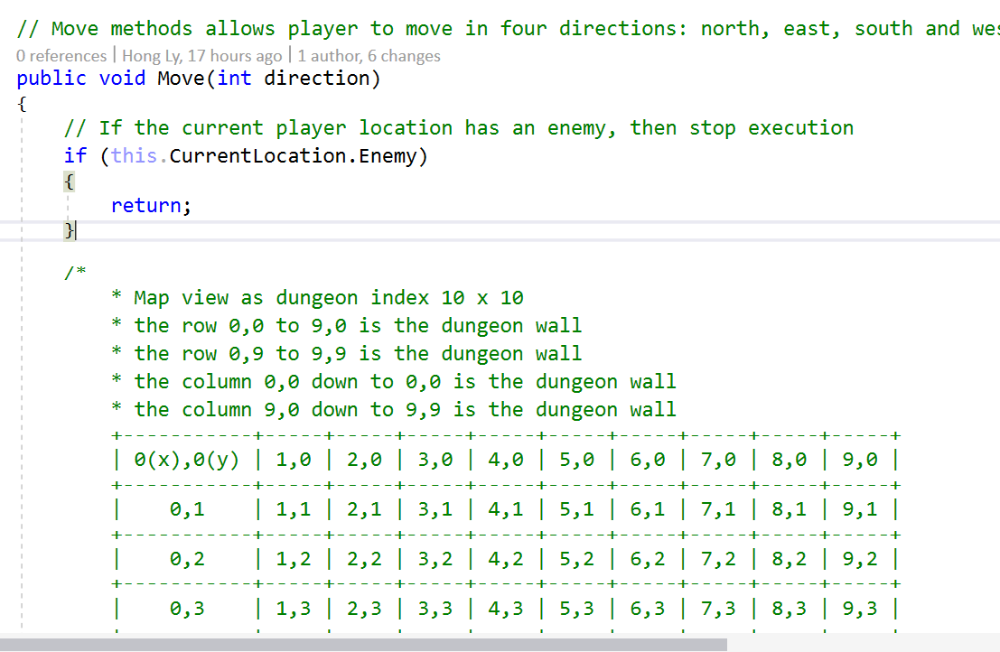 // Move methods allows player to move in four directions: north, east, south and
0 references | Hong Ly, 17 hours ago | 1 author, 6 changes
public void Move(int direction)
{
// If the current player location has an enemy, then stop execution
if (this.CurrentLocation.Enemy)
{
return;
}
/*
* Map view as dungeon index 10 x 10
* the row 0,0 to 9,0 is the dungeon wall
* the row 0,9 to 9,9 is the dungeon wall
* the column 0,0 down to 0,0 is the dungeon wall
* the column 9,0 down to 9,9 is the dungeon wall
+-----------+-----+-----+-----+-----+-----+-----+-----+-----+-----+
| 0(x),0(y) | 1,0 | 2,0 | 3,0 | 4,0 | 5,0 | 6,0 | 7,0 | 8,0 | 9,0 |
+-----------+-----+-----+-----+-----+-----+-----+-----+-----+-----+
| 0,1 | 1,1 | 2,1 | 3,1 | 4,1 | 5,1 | 6,1 | 7,1 | 8,1 | 9,1 |
+-----------+-----+-----+-----+-----+-----+-----+-----+-----+-----+
| 0,2 | 1,2 | 2,2 | 3,2 | 4,2 | 5,2 | 6,2 | 7,2 | 8,2 | 9,2 |
+-----------+-----+-----+-----+-----+-----+-----+-----+-----+-----+
| 0,3 | 1,3 | 2,3 | 3,3 | 4,3 | 5,3 | 6,3 | 7,3 | 8,3 | 9,3 |